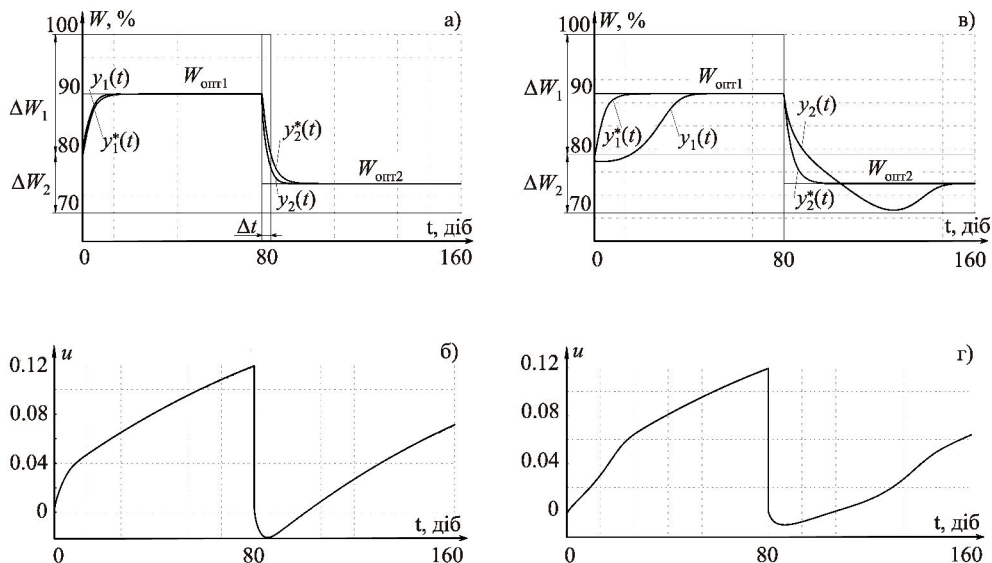 100 W, % а)
y₁(t) Wопт1
90
ΔW₁
y₁*(t) y₂*(t)
80
Wопт2
ΔW₂
y₂(t)
70
Δt t, діб
0 80 160
100 W, % в)
Wопт1
90
y₂(t)
ΔW₁
y₁*(t) y₁(t)
80
Wопт2
ΔW₂
y₂*(t)
70
t, діб
0 80 160
u б)
0.12
0.08
0.04
0
t, діб
0 80 160
u г)
0.12
0.08
0.04
0
t, діб
0 80 160